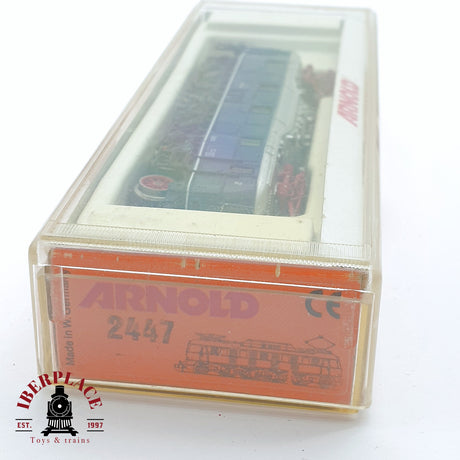 ARNOLD
ARNOLD
CE
2447
Made in W. Germany
IBERPLACE
EST. 1997
Toys & trains